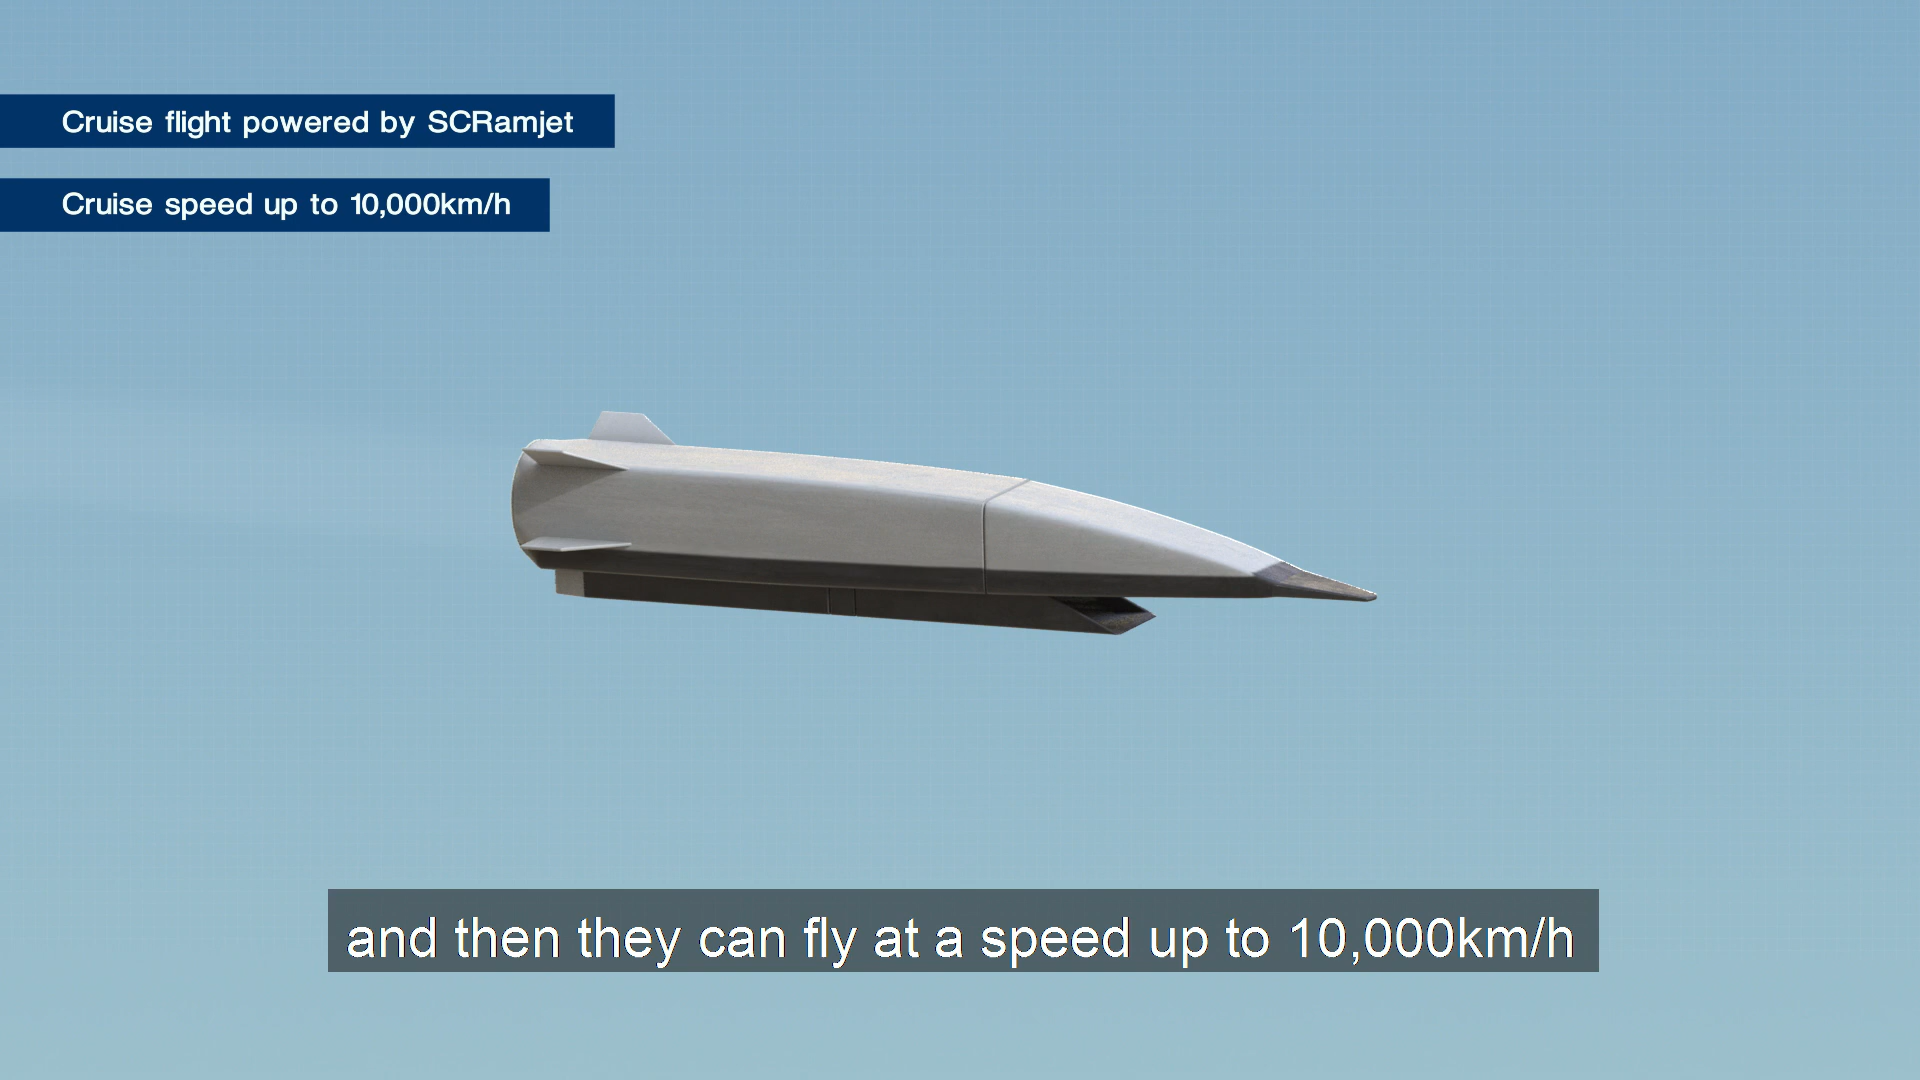 Cruise flight powered by SCRamjet
Cruise speed up to 10,000km/h
and then they can fly at a speed up to 10,000km/h